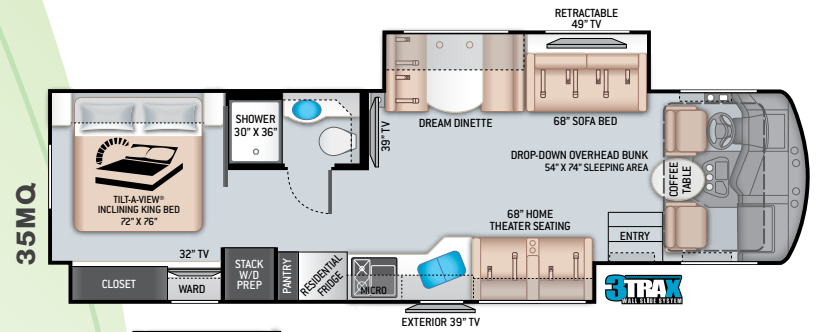 RETRACTABLE
49" TV
SHOWER
30" X 36"
39" TV
DREAM DINETTE
68" SOFA BED
DROP-DOWN OVERHEAD BUNK
54" X 74" SLEEPING AREA
COFFEE
TABLE
TILT-A-VIEW®
INCLINING KING BED
72" X 76"
35MQ
68" HOME
THEATER SEATING
ENTRY
32" TV
CLOSET
WARD
STACK
W/D
PREP
PANTRY
RESIDENTIAL
FRIDGE
MICRO
3TRAX
WALL SLIDE SYSTEM
EXTERIOR 39" TV